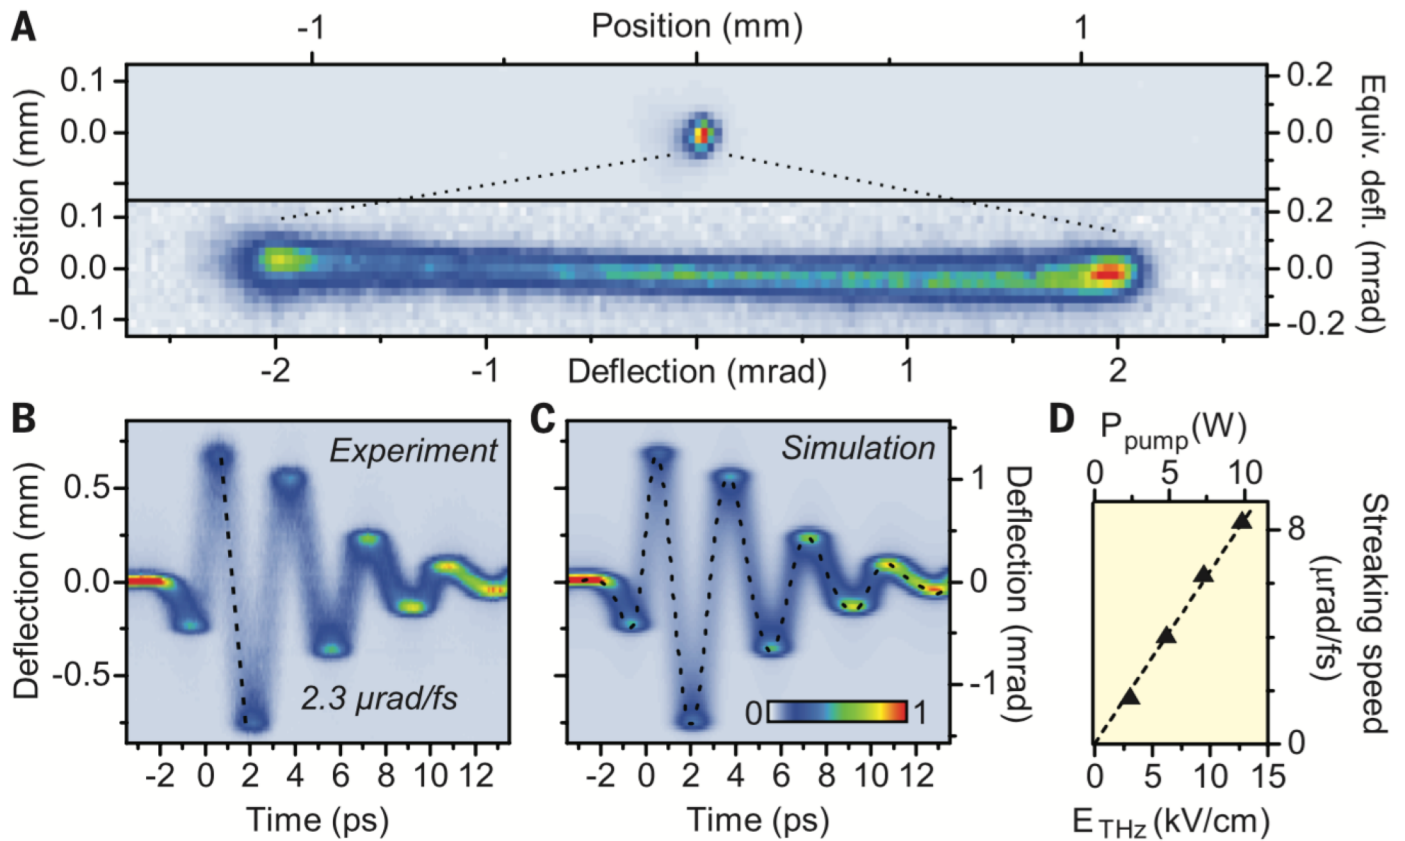 A
Position (mm)
-1 1
Position (mm)
0.1
0.0
0.2
0.0
0.1
0.0
-0.1
0.2
0.0
-0.2
Equiv. defl. (mrad)
-2 -1 1 2
Deflection (mrad)
B
Experiment
Deflection (mm)
0.5
0.0
-0.5
2.3 μrad/fs
-2 0 2 4 6 8 10 12
Time (ps)
C
Simulation
0 1
1
0
-1
Deflection (mrad)
-2 0 2 4 6 8 10 12
Time (ps)
D
Ppump(W)
0 5 10
8
0
Streaking speed
(μrad/fs)
0 5 10 15
ETHz(kV/cm)